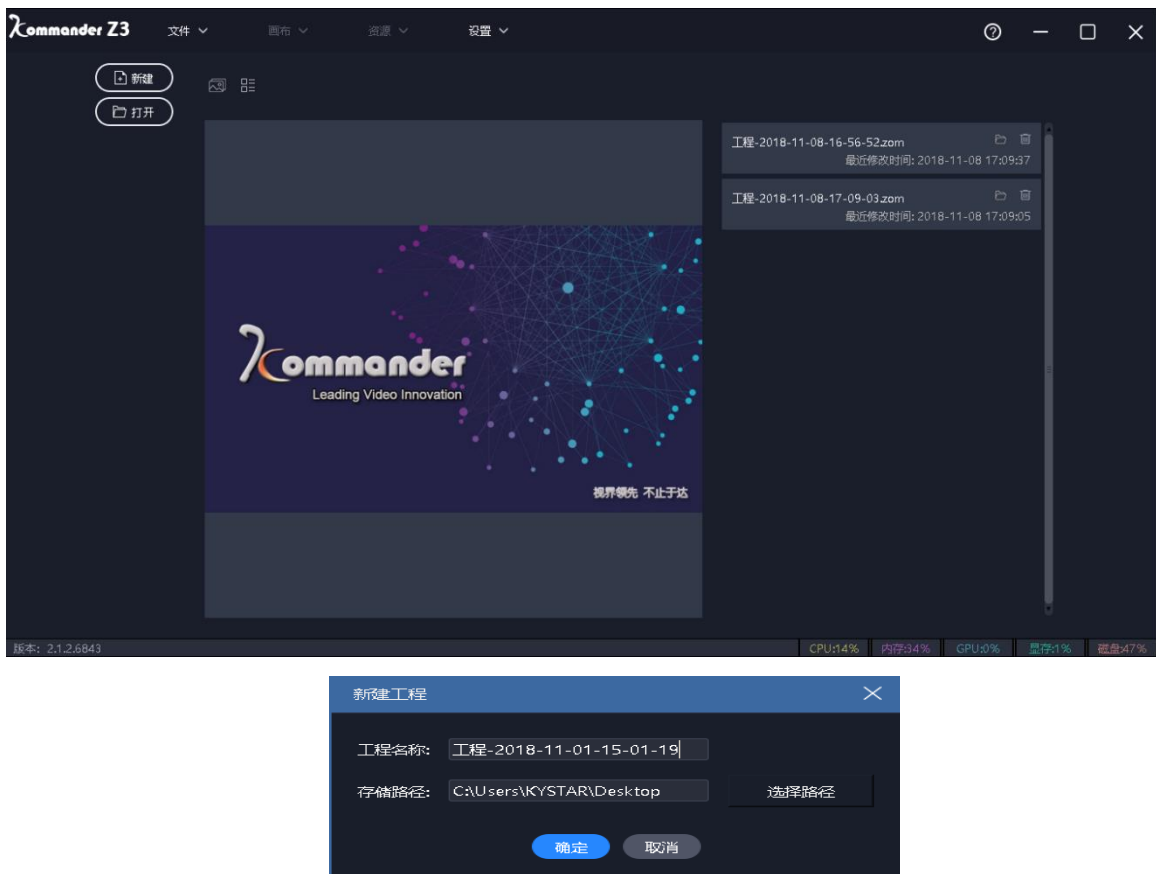 Kommander Z3 文件 画布 资源 设置
新建
打开
工程-2018-11-08-16-56-52.zom
最近修改时间: 2018-11-08 17:09:37
工程-2018-11-08-17-09-03.zom
最近修改时间: 2018-11-08 17:09:05
Kommander
Leading Video Innovation
视界领先 不止于达
版本: 2.1.2.6843 CPU:14% 内存:34% GPU:0% 显存:1% 磁盘:47%
新建工程
工程名称: 工程-2018-11-01-15-01-19
存储路径: C:\Users\KYSTAR\Desktop 选择路径
确定 取消